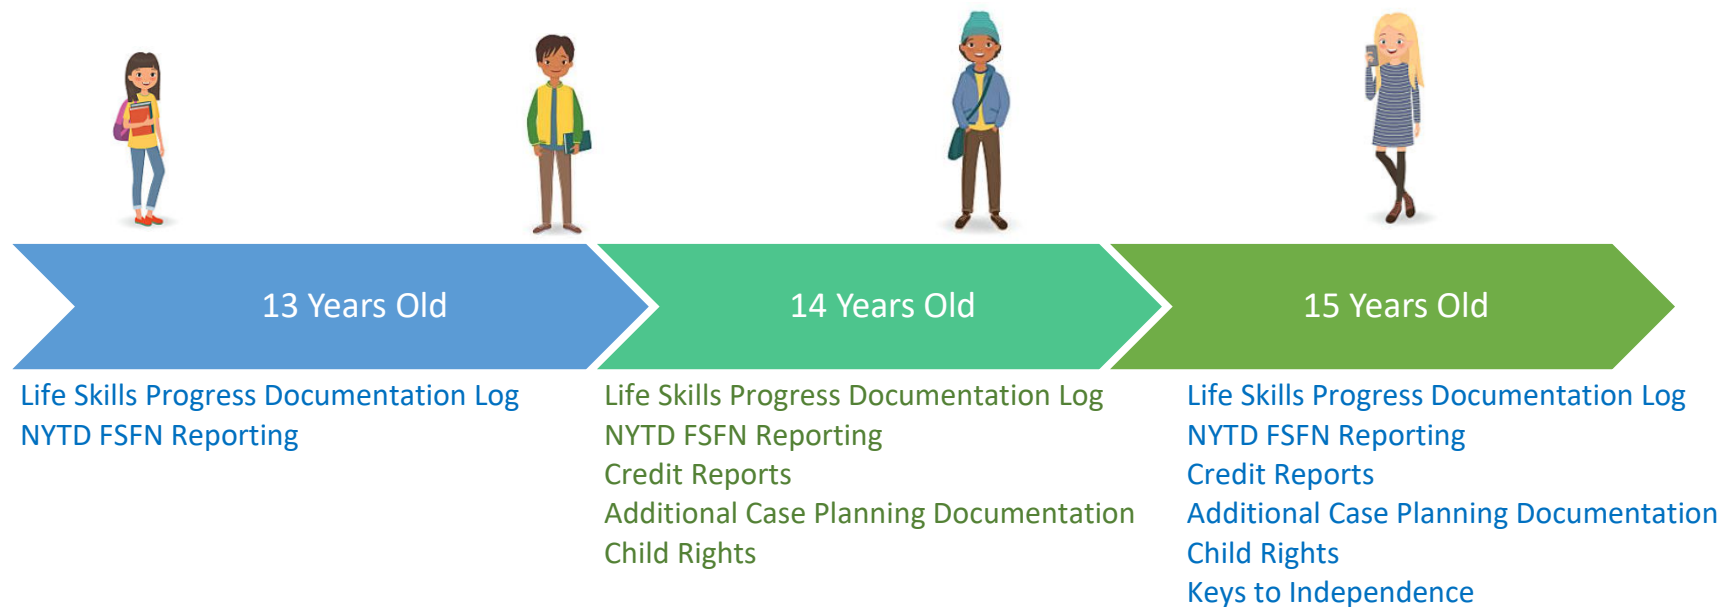 13 Years Old
Life Skills Progress Documentation Log
NYTD FSFN Reporting
14 Years Old
Life Skills Progress Documentation Log
NYTD FSFN Reporting
Credit Reports
Additional Case Planning Documentation
Child Rights
15 Years Old
Life Skills Progress Documentation Log
NYTD FSFN Reporting
Credit Reports
Additional Case Planning Documentation
Child Rights
Keys to Independence